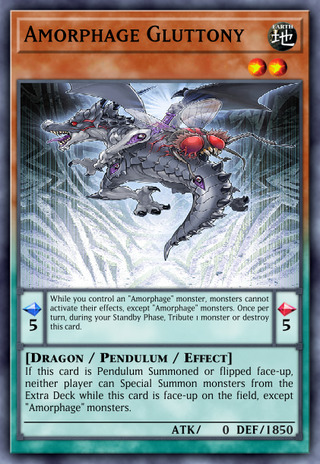 Amorphage Gluttony
EARTH
地
While you control an "Amorphage" monster, monsters cannot
activate their effects, except "Amorphage" monsters. Once per
turn, during your Standby Phase, Tribute 1 monster or destroy
this card.
5
5
[Dragon / Pendulum / Effect]
If this card is Pendulum Summoned or flipped face-up,
neither player can Special Summon monsters from the
Extra Deck while this card is face-up on the field, except
"Amorphage" monsters.
ATK/ 0 DEF/1850